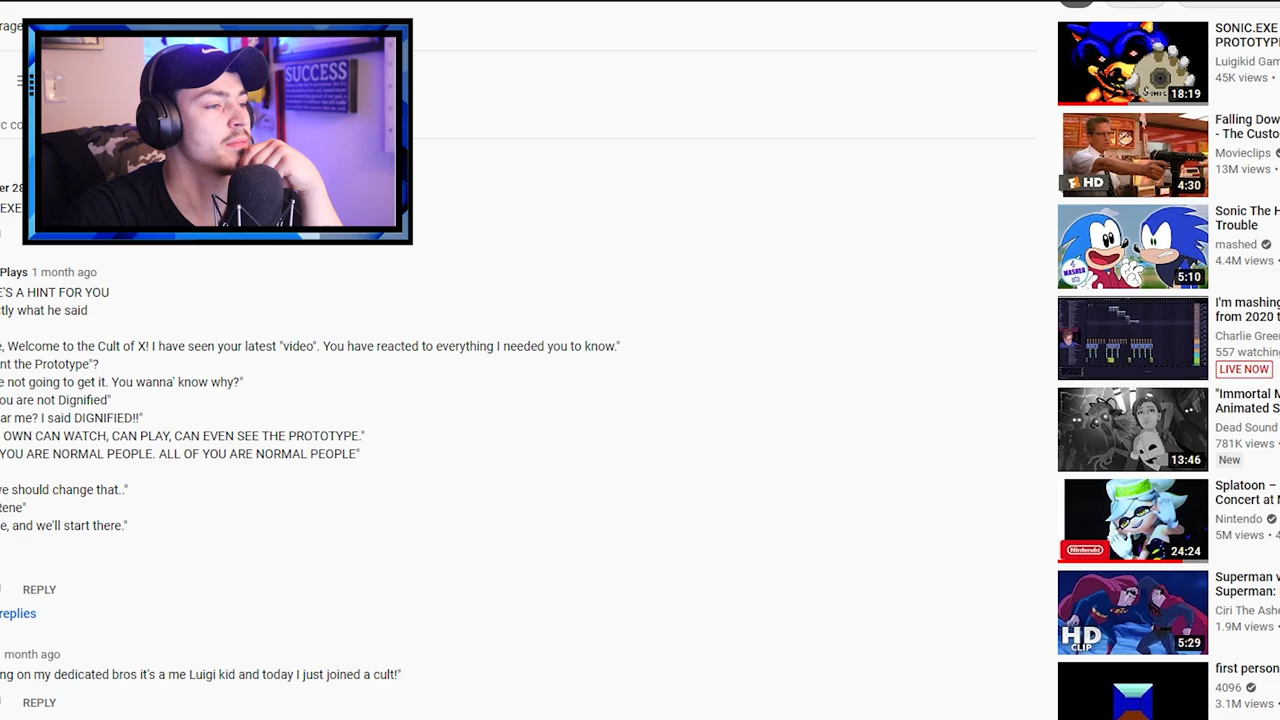 rage
SUCCESS
c co
er 28
EXE
Plays 1 month ago
E'S A HINT FOR YOU
tly what he said
e, Welcome to the Cult of X! I have seen your latest "video". You have reacted to everything I needed you to know."
nt the Prototype"?
e not going to get it. You wanna' know why?"
ou are not Dignified"
ar me? I said DIGNIFIED!!"
OWN CAN WATCH, CAN PLAY, CAN EVEN SEE THE PROTOTYPE."
YOU ARE NORMAL PEOPLE. ALL OF YOU ARE NORMAL PEOPLE"
ve should change that.."
Rene"
e, and we'll start there."
REPLY
replies
month ago
ng on my dedicated bros it's a me Luigi kid and today I just joined a cult!"
REPLY
18:19
SONIC.EXE
PROTOTYPE
Luigikid Gam
45K views •
HD
4:30
Falling Dow
- The Custo
Movieclips
13M views •
MASHED
5:10
Sonic The H
Trouble
mashed
4.4M views •
I'm mashing
from 2020 t
Charlie Gree
557 watching
LIVE NOW
13:46
"Immortal M
Animated S
Dead Sound
781K views •
New
Nintendo
24:24
Splatoon –
Concert at N
Nintendo
5M views • 4
HD
CLIP
5:29
Superman v
Superman:
Ciri The Ashe
1.9M views •
first person
4096
3.1M views •